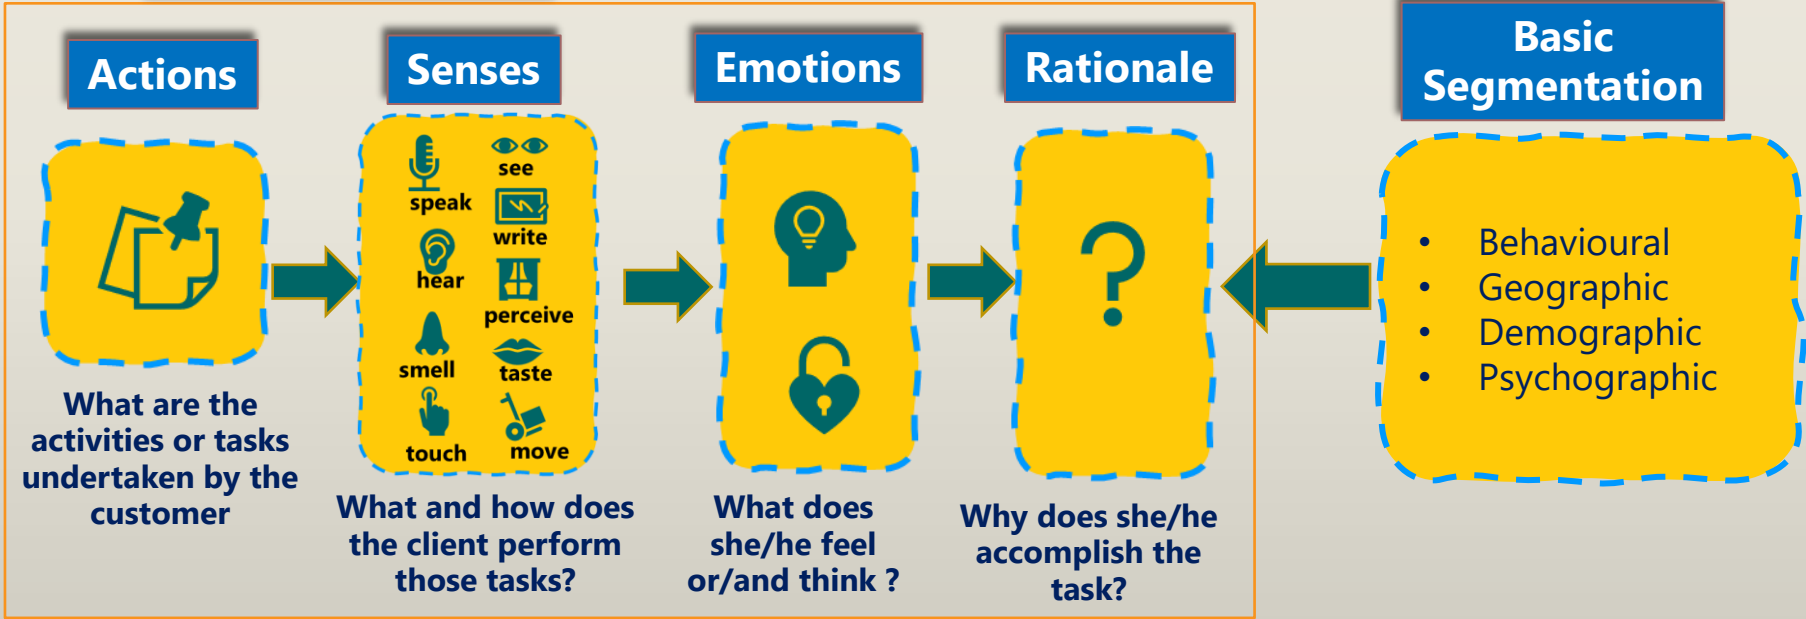 Actions
What are the
activities or tasks
undertaken by the
customer
Senses
speak
see
write
hear
perceive
smell
taste
touch
move
What and how does
the client perform
those tasks?
Emotions
What does
she/he feel
or/and think ?
Rationale
Why does she/he
accomplish the
task?
Basic
Segmentation
• Behavioural
• Geographic
• Demographic
• Psychographic